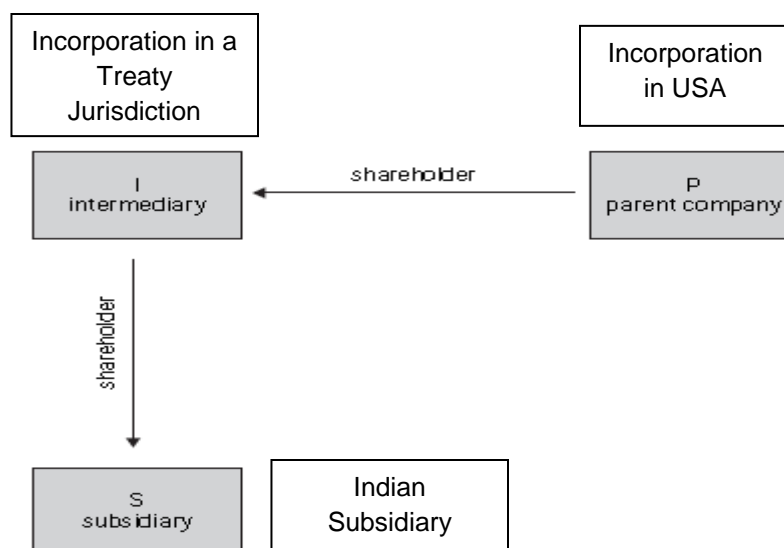 Incorporation in a
Treaty
Jurisdiction
Incorporation
in USA
I
intermediary
shareholder
P
parent company
shareholder
S
subsidiary
Indian
Subsidiary